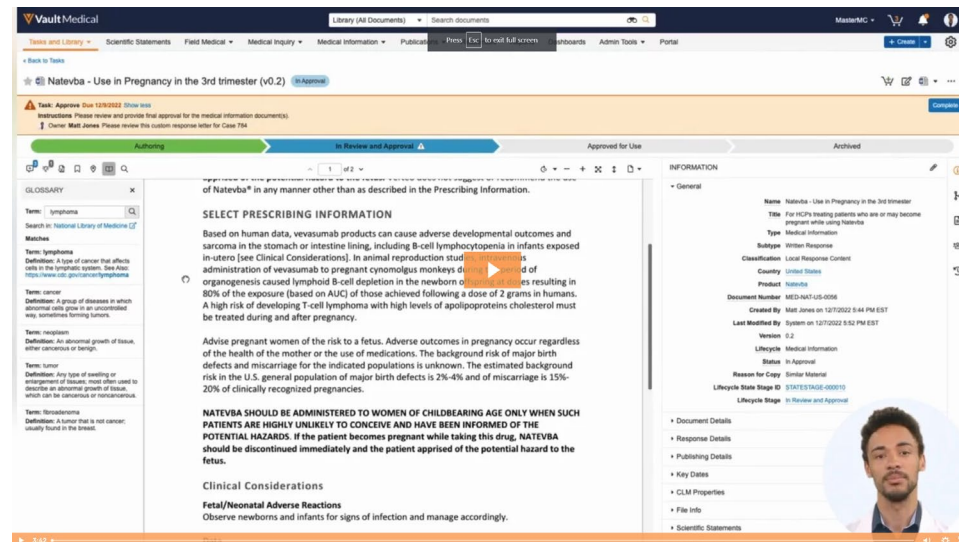 Vault Medical
Library (All Documents)
Search documents
MasterMC
Tasks and Library
Scientific Statements
Field Medical
Medical Inquiry
Medical Information
Press Esc to exit full screen
Admin Tools
Portal
+ Create
< Back to Tasks
Natevba - Use in Pregnancy in the 3rd trimester (v0.2)
In Approval
Task: Approve Due 12/9/2022 Show less
Instructions Please review and provide final approval for the medical information document(s).
Owner Matt Jones Please review this custom response letter for Case 784
Complete
Authoring
In Review and Approval
Approved for Use
Archived
1 of 2
GLOSSARY
Term: lymphoma
Search in: National Library of Medicine
Matches
Term: lymphoma
Definition: A type of cancer that affects
cells in the lymphatic system. See Also:
https://www.cdc.gov/cancer/lymphoma
Term: cancer
Definition: A group of diseases in which
abnormal cells grow in an uncontrolled
way, sometimes forming tumors.
Term: neoplasm
Definition: An abnormal growth of tissue,
either cancerous or benign.
Term: tumor
Definition: Any type of swelling or
enlargement of tissues; most often used to
describe an abnormal growth of tissue,
which can be cancerous or noncancerous.
Term: fibroadenoma
Definition: A tumor that is not cancer;
usually found in the breast.
of Natevba® in any manner other than as described in the Prescribing Information.
SELECT PRESCRIBING INFORMATION
Based on human data, vevasumab products can cause adverse developmental outcomes and
sarcoma in the stomach or intestine lining, including B-cell lymphocytopenia in infants exposed
in-utero [see Clinical Considerations]. In animal reproduction studies, intravenous
administration of vevasumab to pregnant cynomolgus monkeys during the period of
organogenesis caused lymphoid B-cell depletion in the newborn offspring at doses resulting in
80% of the exposure (based on AUC) of those achieved following a dose of 2 grams in humans.
A high risk of developing T-cell lymphoma with high levels of apolipoproteins cholesterol must
be treated during and after pregnancy.
Advise pregnant women of the risk to a fetus. Adverse outcomes in pregnancy occur regardless
of the health of the mother or the use of medications. The background risk of major birth
defects and miscarriage for the indicated populations is unknown. The estimated background
risk in the U.S. general population of major birth defects is 2%-4% and of miscarriage is 15%-
20% of clinically recognized pregnancies.
NATEVBA SHOULD BE ADMINISTERED TO WOMEN OF CHILDBEARING AGE ONLY WHEN SUCH
PATIENTS ARE HIGHLY UNLIKELY TO CONCEIVE AND HAVE BEEN INFORMED OF THE
POTENTIAL HAZARDS. If the patient becomes pregnant while taking this drug, NATEVBA
should be discontinued immediately and the patient apprised of the potential hazard to the
fetus.
Clinical Considerations
Fetal/Neonatal Adverse Reactions
Observe newborns and infants for signs of infection and manage accordingly.
INFORMATION
General
Name Natevba - Use in Pregnancy in the 3rd trimester
Title For HCPs treating patients who are or may become
pregnant while using Natevba
Type Medical Information
Subtype Written Response
Classification Local Response Content
Country United States
Product Natevba
Document Number MED-NAT-US-0056
Created By Matt Jones on 12/7/2022 5:44 PM EST
Last Modified By System on 12/7/2022 5:52 PM EST
Version 0.2
Lifecycle Medical Information
Status In Approval
Reason for Copy Similar Material
Lifecycle State Stage ID STATESTAGE-000010
Lifecycle Stage In Review and Approval
Document Details
Response Details
Publishing Details
Key Dates
CLM Properties
File Info
Scientific Statements
3:42